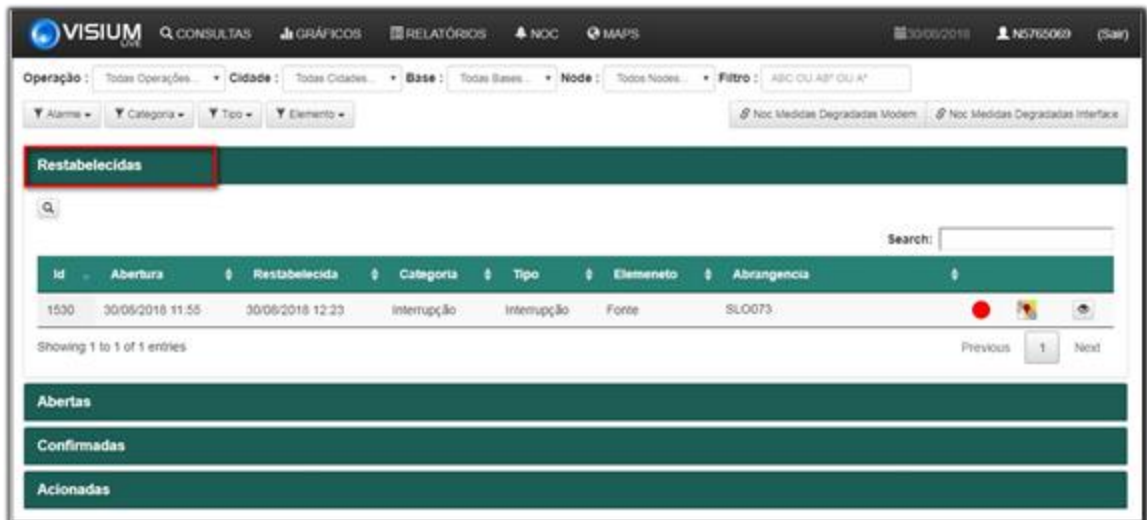 VISIUM LIVE CONSULTAS GRÁFICOS RELATÓRIOS NOC MAPS 30/08/2018 N5765069 (Sair)
Operação : Todas Operações... Cidade : Todas Cidades... Base : Todas Bases... Node : Todos Nodes... Filtro : ABC OU AB* OU A*
Alarme Categoria Tipo Elemento Noc Medidas Degradadas Modem Noc Medidas Degradadas Interface
Restabelecidas
Search:
Id Abertura Restabelecida Categoria Tipo Elemeneto Abrangencia
1530 30/08/2018 11:55 30/08/2018 12:23 Interrupção Interrupção Fonte SLO073
Showing 1 to 1 of 1 entries Previous 1 Next
Abertas
Confirmadas
Acionadas